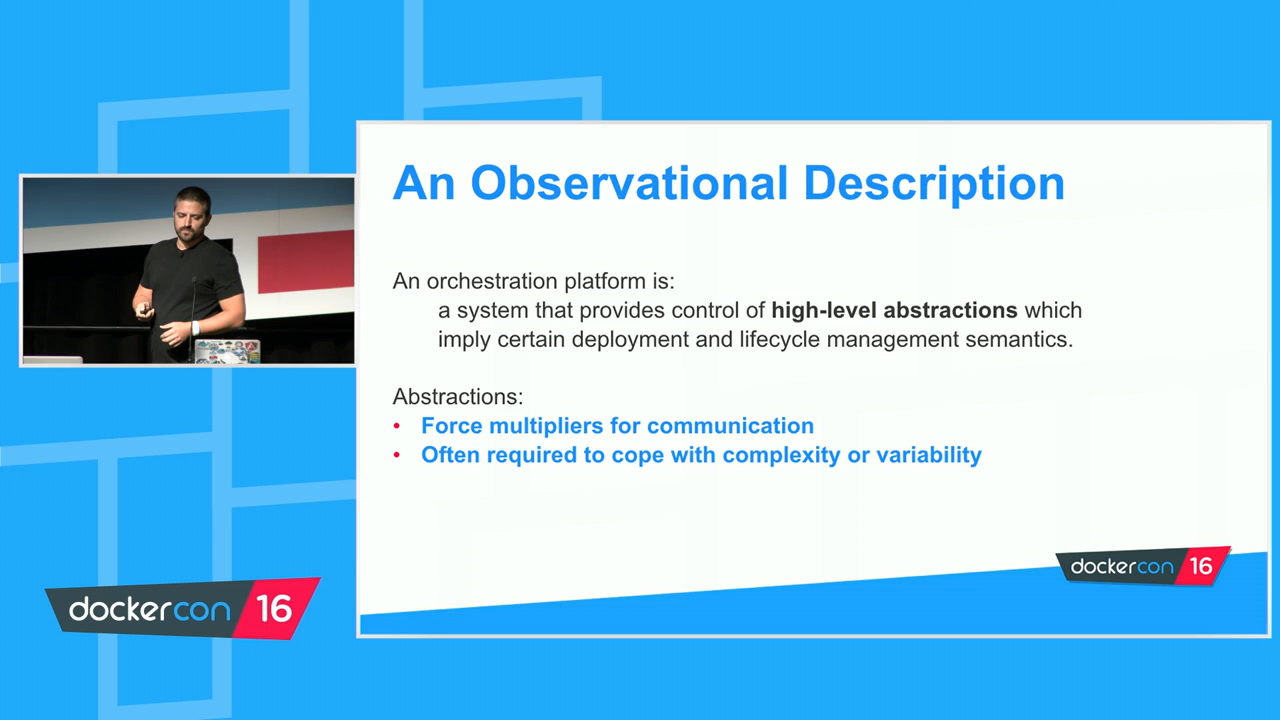 An Observational Description
An orchestration platform is:
a system that provides control of high-level abstractions which
imply certain deployment and lifecycle management semantics.
Abstractions:
• Force multipliers for communication
• Often required to cope with complexity or variability
dockercon 16
dockercon 16